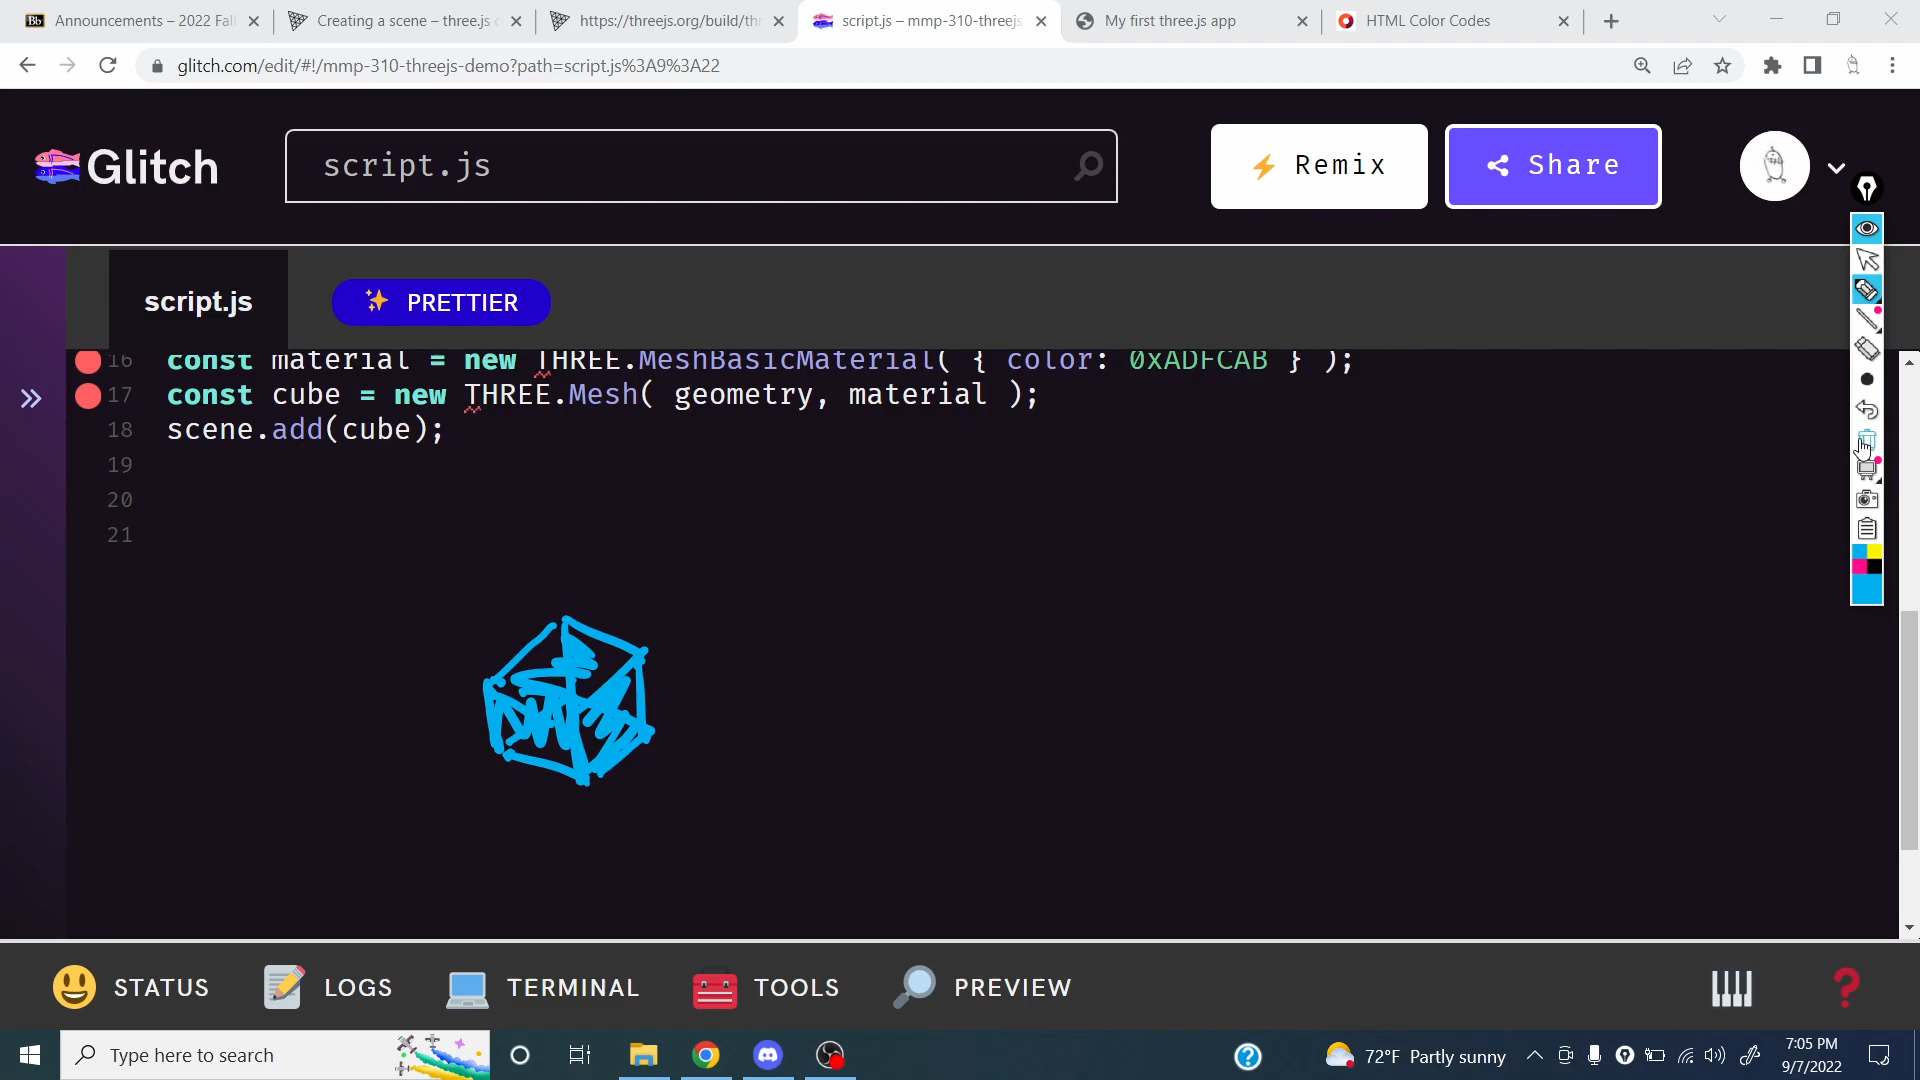 Announcements – 2022 Fall
Creating a scene – three.js d
https://threejs.org/build/thr
script.js – mmp-310-threejs
My first three.js app
HTML Color Codes
glitch.com/edit/#!/mmp-310-threejs-demo?path=script.js%3A9%3A22
Glitch
script.js
Remix
Share
script.js
PRETTIER
16 const material = new THREE.MeshBasicMaterial( { color: 0xADFCAB } );
17 const cube = new THREE.Mesh( geometry, material );
18 scene.add(cube);
19
20
21
STATUS
LOGS
TERMINAL
TOOLS
PREVIEW
Type here to search
72°F Partly sunny
7:05 PM
9/7/2022